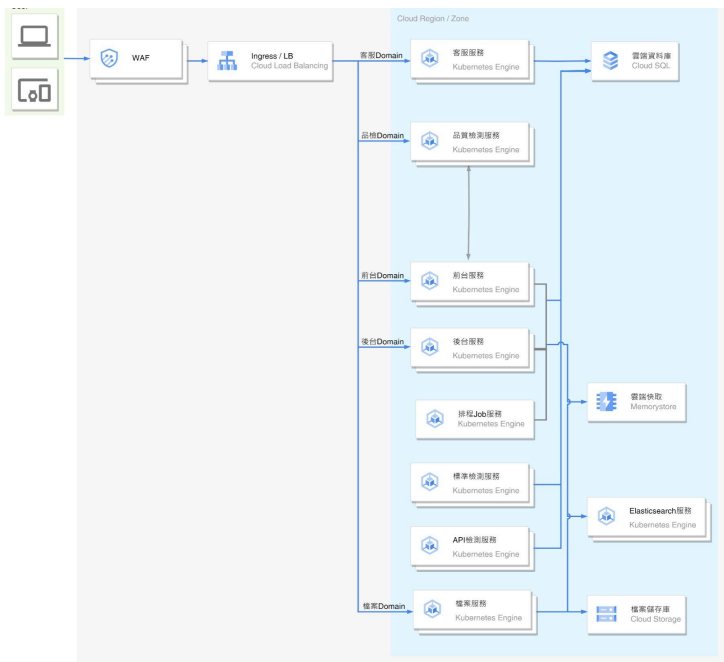 Cloud Region / Zone
WAF
Ingress / LB
Cloud Load Balancing
客服Domain
客服服務
Kubernetes Engine
雲端資料庫
Cloud SQL
品檢Domain
品質檢測服務
Kubernetes Engine
前台Domain
前台服務
Kubernetes Engine
後台Domain
後台服務
Kubernetes Engine
雲端快取
Memorystore
排程Job服務
Kubernetes Engine
標準檢測服務
Kubernetes Engine
Elasticsearch服務
Kubernetes Engine
API檢測服務
Kubernetes Engine
檔案Domain
檔案服務
Kubernetes Engine
檔案儲存庫
Cloud Storage